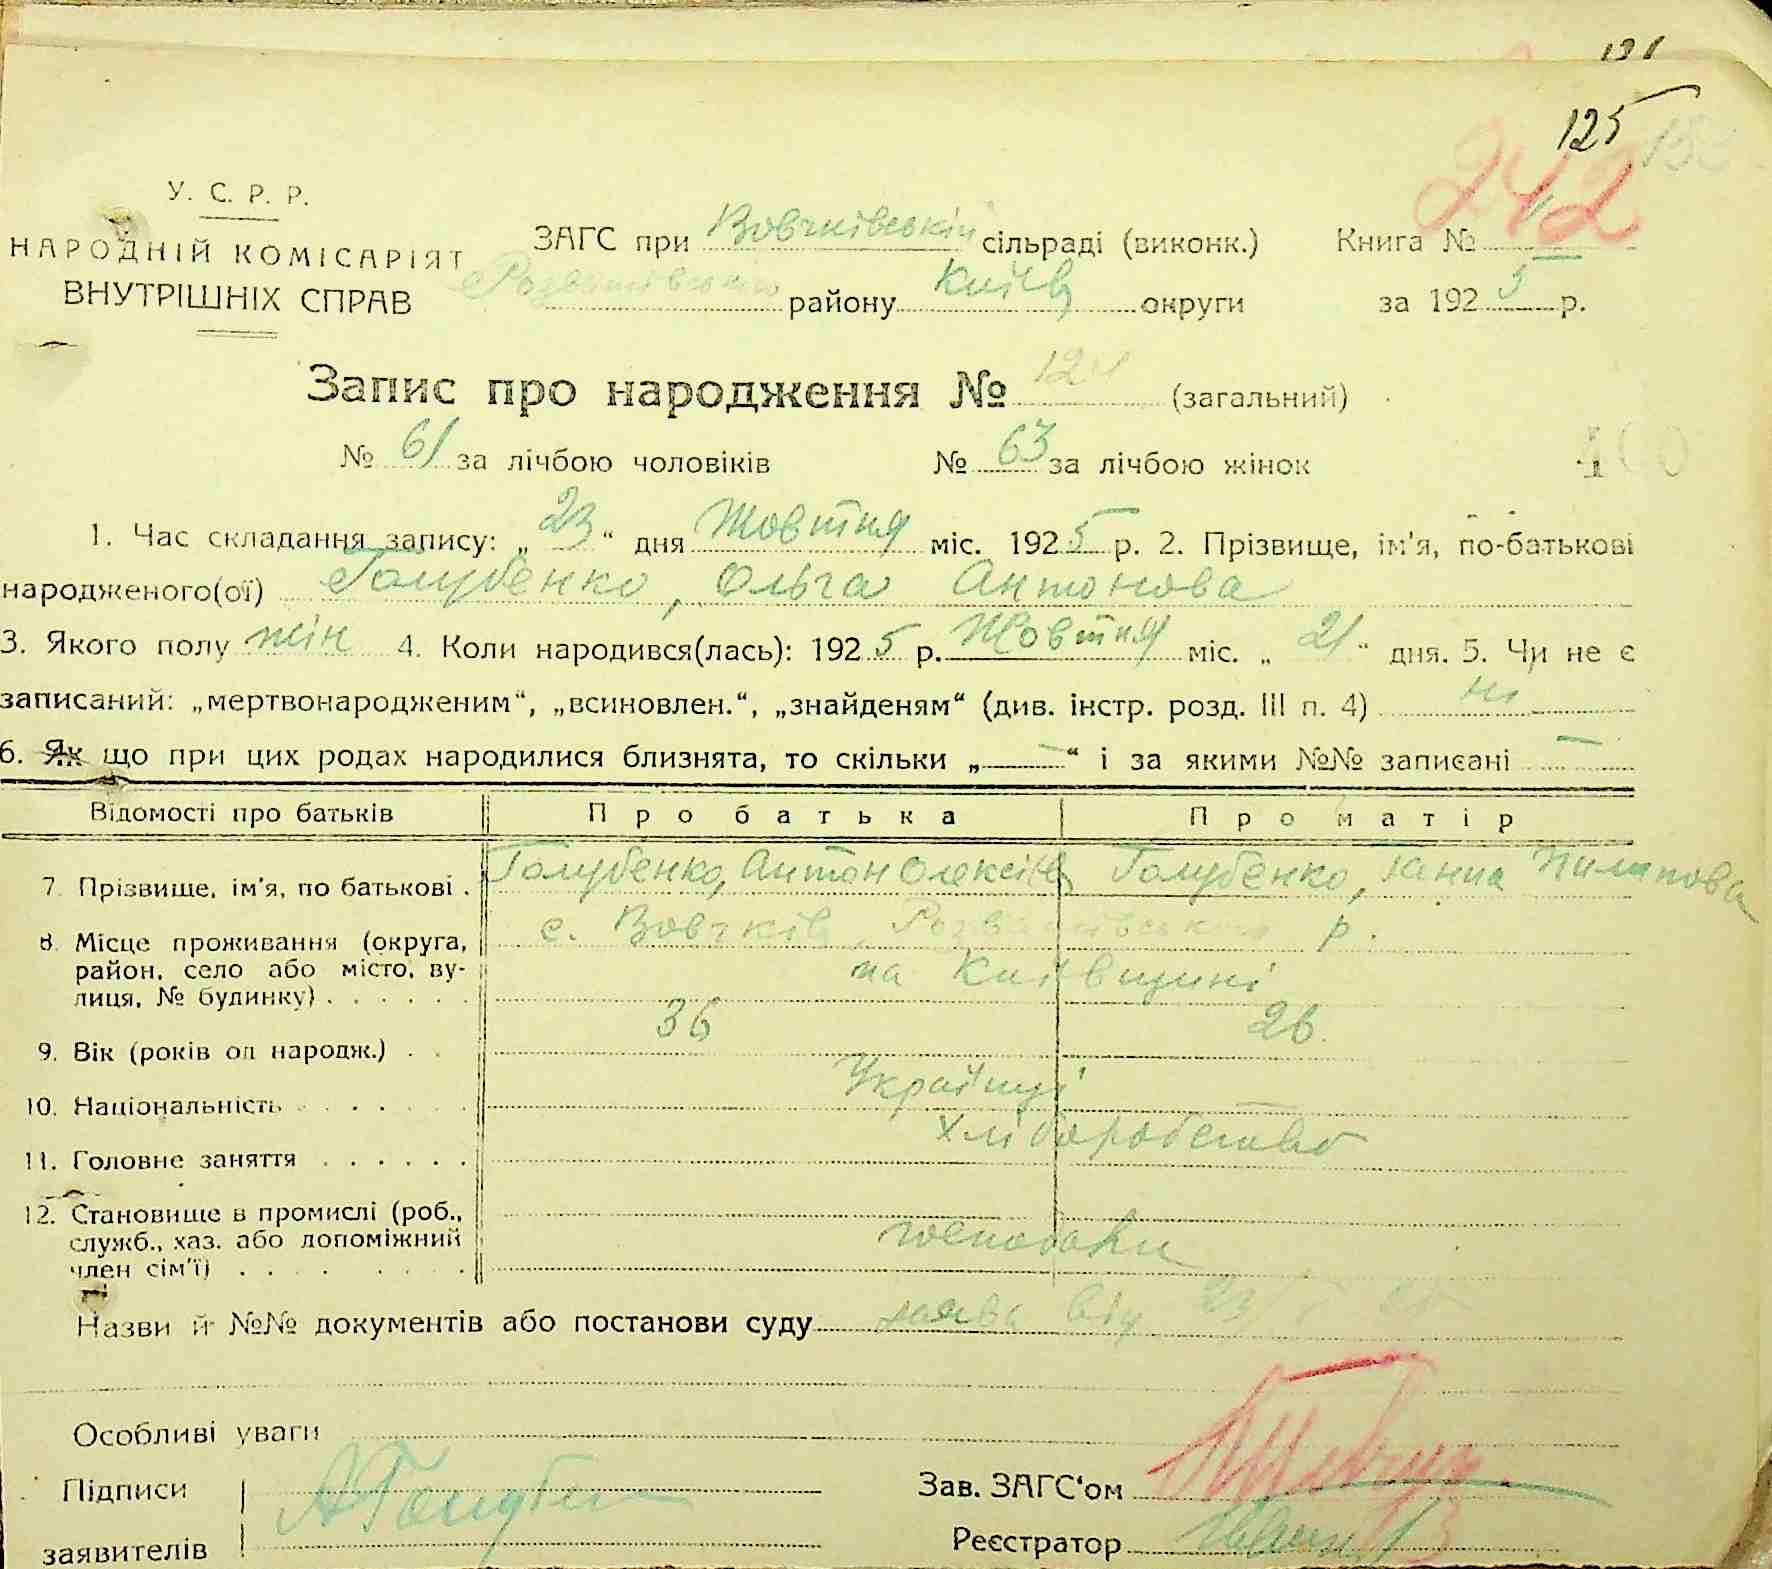 125
242
У. С. Р. Р.
НАРОДНІЙ КОМІСАРІЯТ
ВНУТРІШНІХ СПРАВ
ЗАГС при Вовчківській сільраді (виконк.) Книга №
району Київ округи за 1925 р.
Запис про народження № 124 (загальний)
№ 61 за лічбою чоловіків № 63 за лічбою жінок
1. Час складання запису: „23“ дня Жовтня міс. 1925 р. 2. Прізвище, ім'я, по-батькові
народженого(ої) Голубенко, Ольга Антонова
3. Якого полу жін 4. Коли народився(лась): 1925 р. Жовтня міс. „21“ дня. 5. Чи не є
записаний: „мертвонародженим“, „всиновлен.“, „знайденям“ (див. інстр. розд. III п. 4) ні
6. Як що при цих родах народилися близнята, то скільки „—“ і за якими №№ записані —
Відомості про батьків Про батька Про матір
7. Прізвище, ім'я, по батькові . Голубенко, Антон Олексієв Голубенко, Ганна Пилипова
8. Місце проживання (округа, с. Вовчків, р.
район, село або місто, ву- на Київщині
лиця, № будинку) . . . . . .
9. Вік (років од народж.) . . 36 26
10. Національність . . . . . . Українці
11. Головне заняття . . . . . . Хліборобство
12. Становище в промислі (роб.,
служб., хаз. або допоміжний господарі
член сім'ї) . . . . . . .
Назви й №№ документів або постанови суду заява від 23
Особливі уваги
Підписи Зав. ЗАГС'ом
заявителів Реєстратор